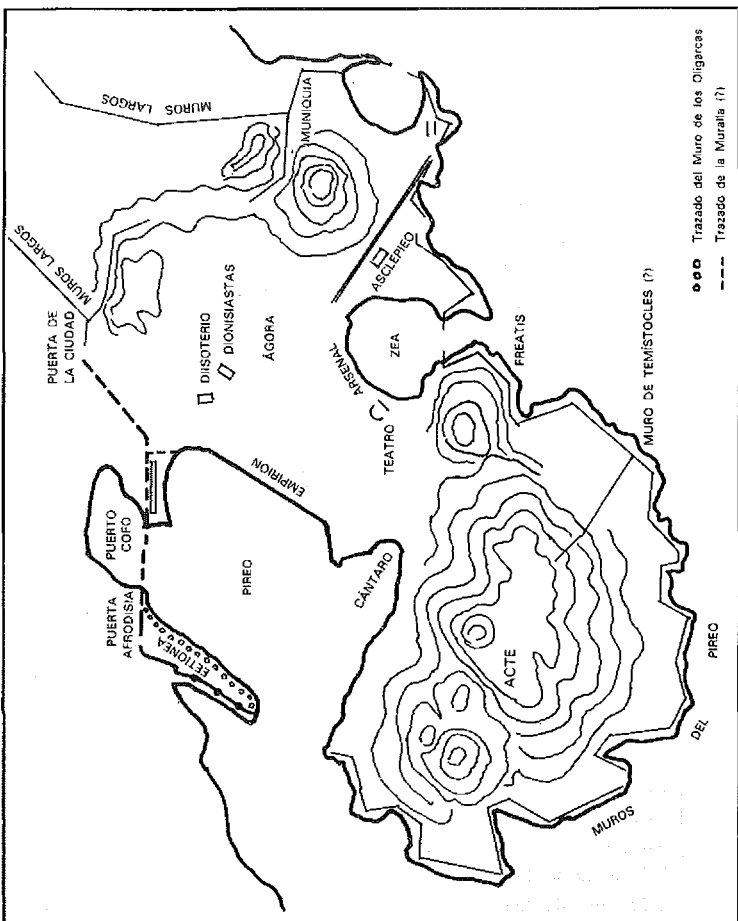 MUROS LARGOS
MUROS LARGOS
PUERTA DE
LA CIUDAD
MUNIQUIA
DIISOTERIO
DIONISIASTAS
ÁGORA
ASCLEPIEO
ARSENAL
ZEA
TEATRO
FREATIS
EMPIRION
PUERTO
COFO
PUERTA
AFRODISIA
EETIONEA
PIREO
CÁNTARO
MURO DE TEMÍSTOCLES (?)
ACTE
MUROS
DEL
PIREO
Trazado del Muro de los Oligarcas
Trazado de la Muralla (?)